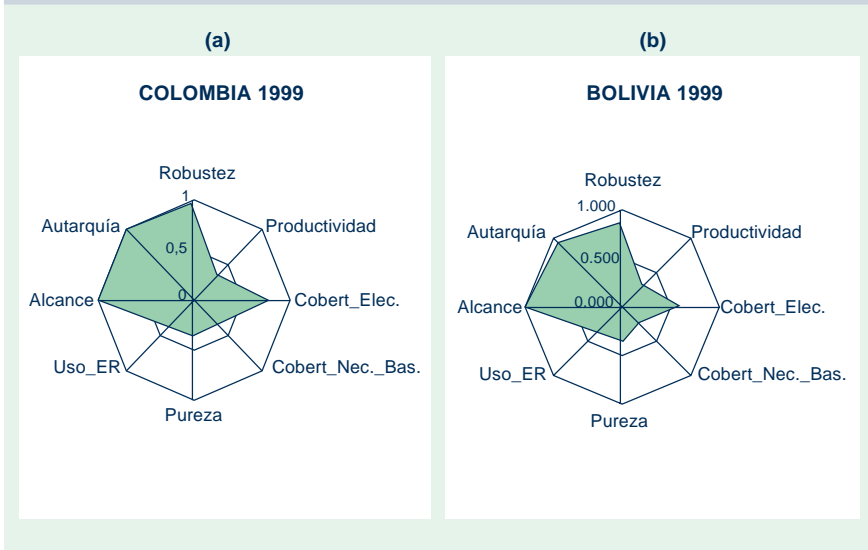 (a)
COLOMBIA 1999
Robustez
1
Autarquía
Productividad
0,5
Alcance
0
Cobert_Elec.
Uso_ER
Cobert_Nec._Bas.
Pureza
(b)
BOLIVIA 1999
Robustez
1.000
Autarquía
Productividad
0.500
Alcance
0.000
Cobert_Elec.
Uso_ER
Cobert_Nec._Bas.
Pureza